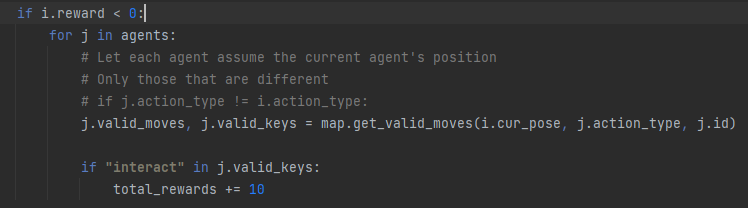 if i.reward < 0:
    for j in agents:
        # Let each agent assume the current agent's position
        # Only those that are different
        # if j.action_type != i.action_type:
        j.valid_moves, j.valid_keys = map.get_valid_moves(i.cur_pose, j.action_type, j.id)

        if "interact" in j.valid_keys:
            total_rewards += 10